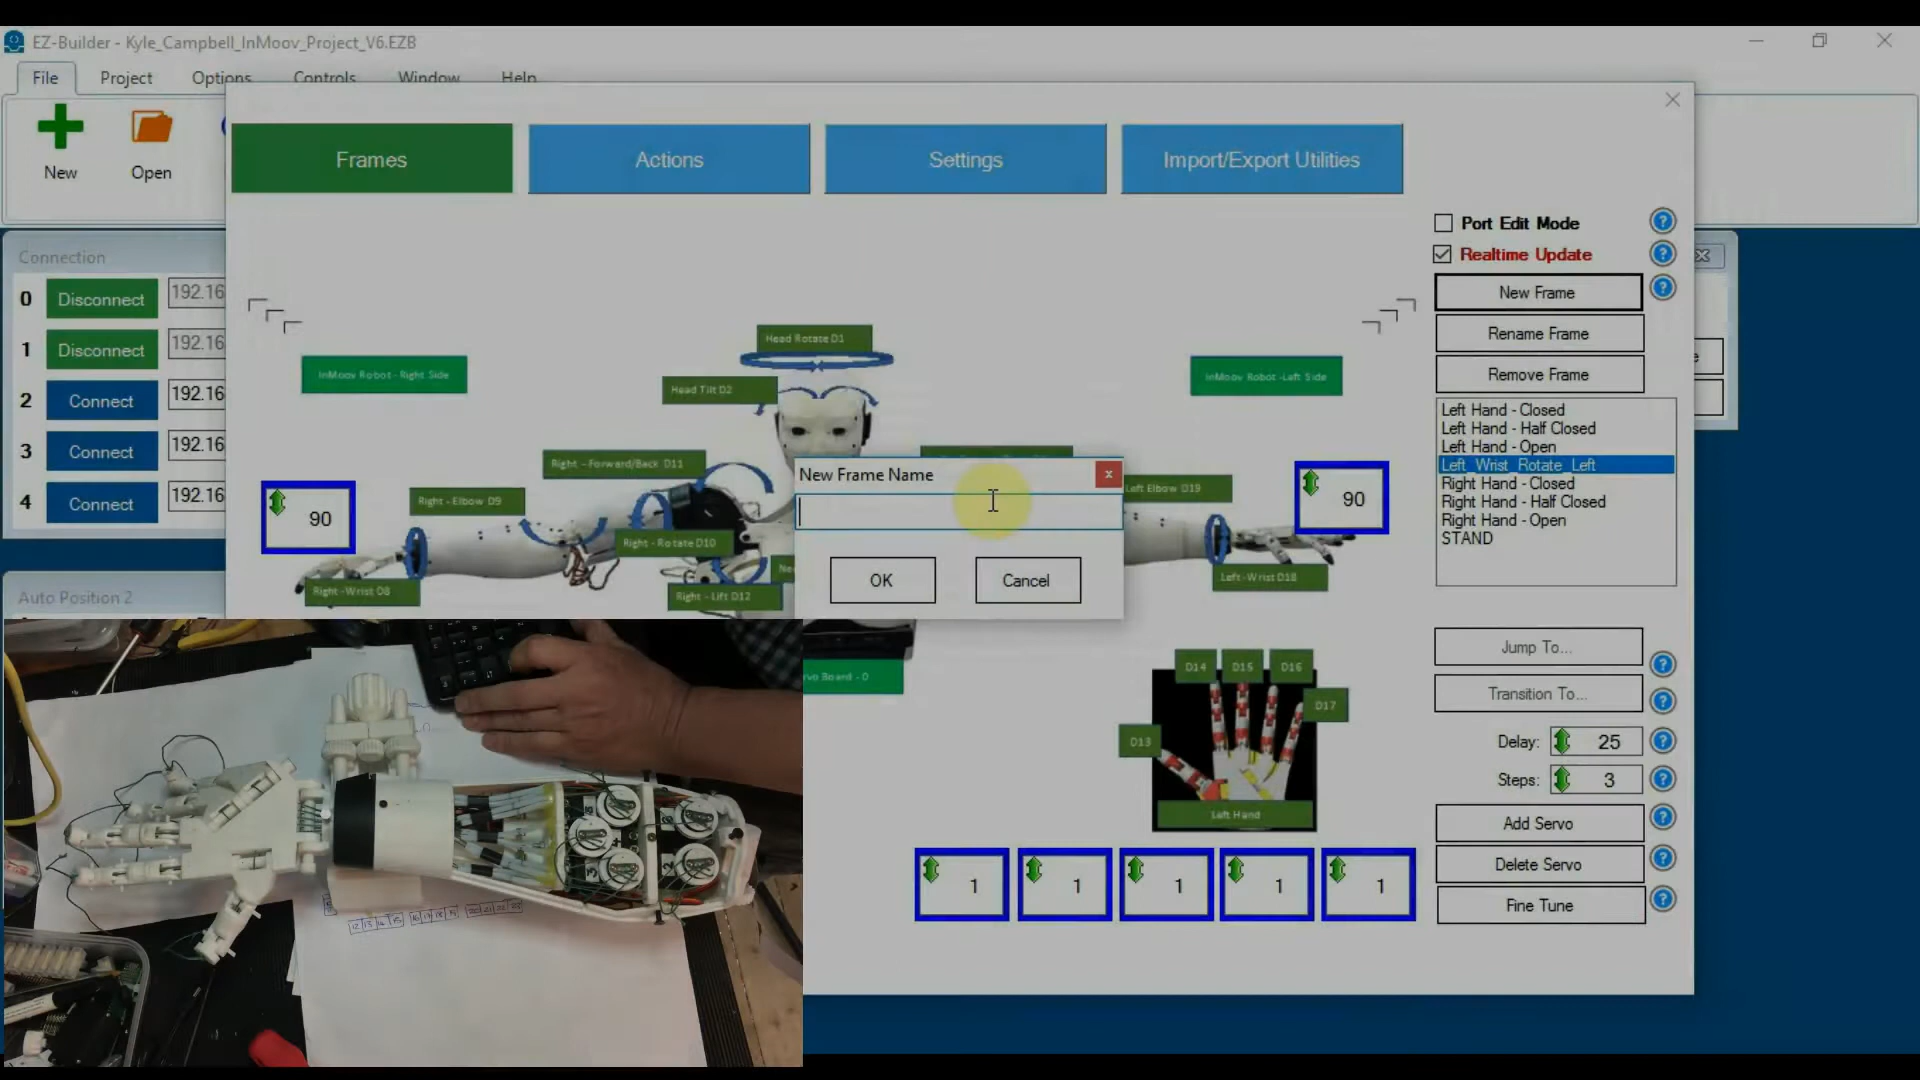 EZ-Builder - Kyle_Campbell_InMoov_Project_V6.EZB
File Project Options Controls Window Help
New Open
Frames Actions Settings Import/Export Utilities
Port Edit Mode
Realtime Update
New Frame
Rename Frame
Remove Frame
Left Hand - Closed
Left Hand - Half Closed
Left Hand - Open
Left_Wrist_Rotate_Left
Right Hand - Closed
Right Hand - Half Closed
Right Hand - Open
STAND
Jump To...
Transition To...
Delay: 25
Steps: 3
Add Servo
Delete Servo
Fine Tune
Connection
0 Disconnect 192.16
1 Disconnect 192.16
2 Connect 192.16
3 Connect 192.16
4 Connect 192.16
Auto Position 2
Head Rotate D1
InMoov Robot - Right Side
InMoov Robot -Left Side
Head Tilt D2
Right - Forward/Back D11
Right - Elbow D9
Left Elbow D19
90
90
Right - Rotate D10
Right -Wrist D8
Right - Lift D12
Left -Wrist D18
New Frame Name
OK Cancel
D14 D15 D16
D17
D13
Left Hand
1 1 1 1 1